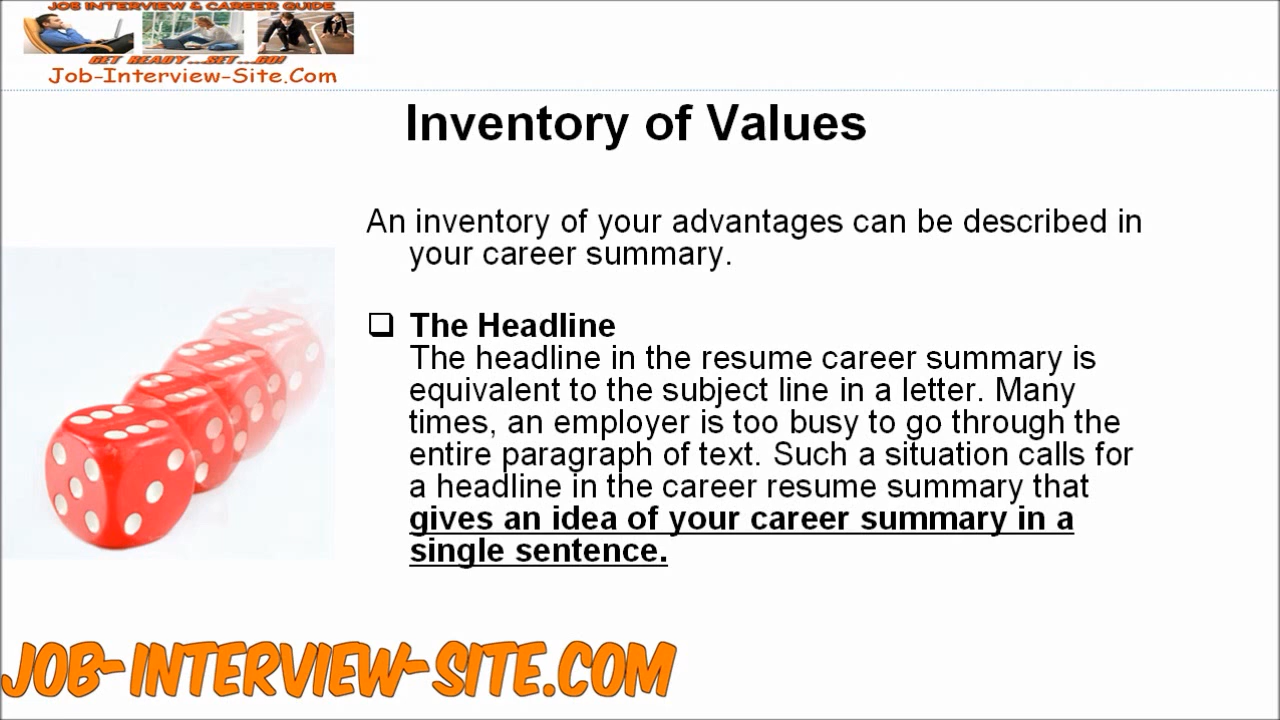 JOB INTERVIEW & CAREER GUIDE
GET READY...SET...GO!
Job-Interview-Site.Com
Inventory of Values
An inventory of your advantages can be described in
your career summary.
The Headline
The headline in the resume career summary is
equivalent to the subject line in a letter. Many
times, an employer is too busy to go through the
entire paragraph of text. Such a situation calls for
a headline in the career resume summary that
gives an idea of your career summary in a
single sentence.
JOB-INTERVIEW-SITE.COM